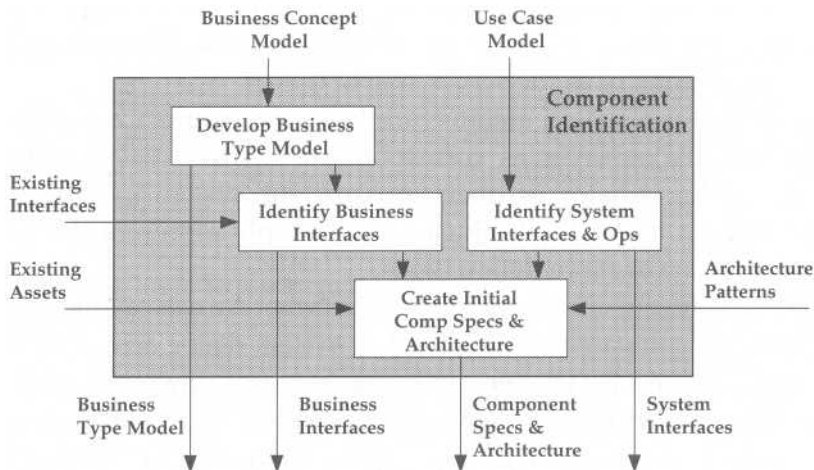 Business Concept
Model
Use Case
Model
Component
Identification
Develop Business
Type Model
Existing
Interfaces
Identify Business
Interfaces
Identify System
Interfaces & Ops
Existing
Assets
Create Initial
Comp Specs &
Architecture
Architecture
Patterns
Business
Type Model
Business
Interfaces
Component
Specs &
Architecture
System
Interfaces